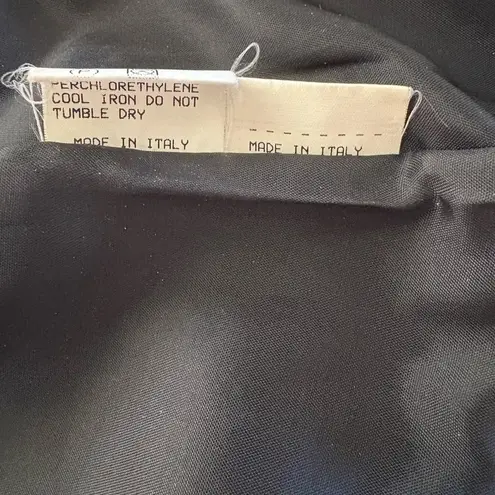 (P)
PERCHLORETHYLENE
COOL IRON DO NOT
TUMBLE DRY
MADE IN ITALY
MADE IN ITALY